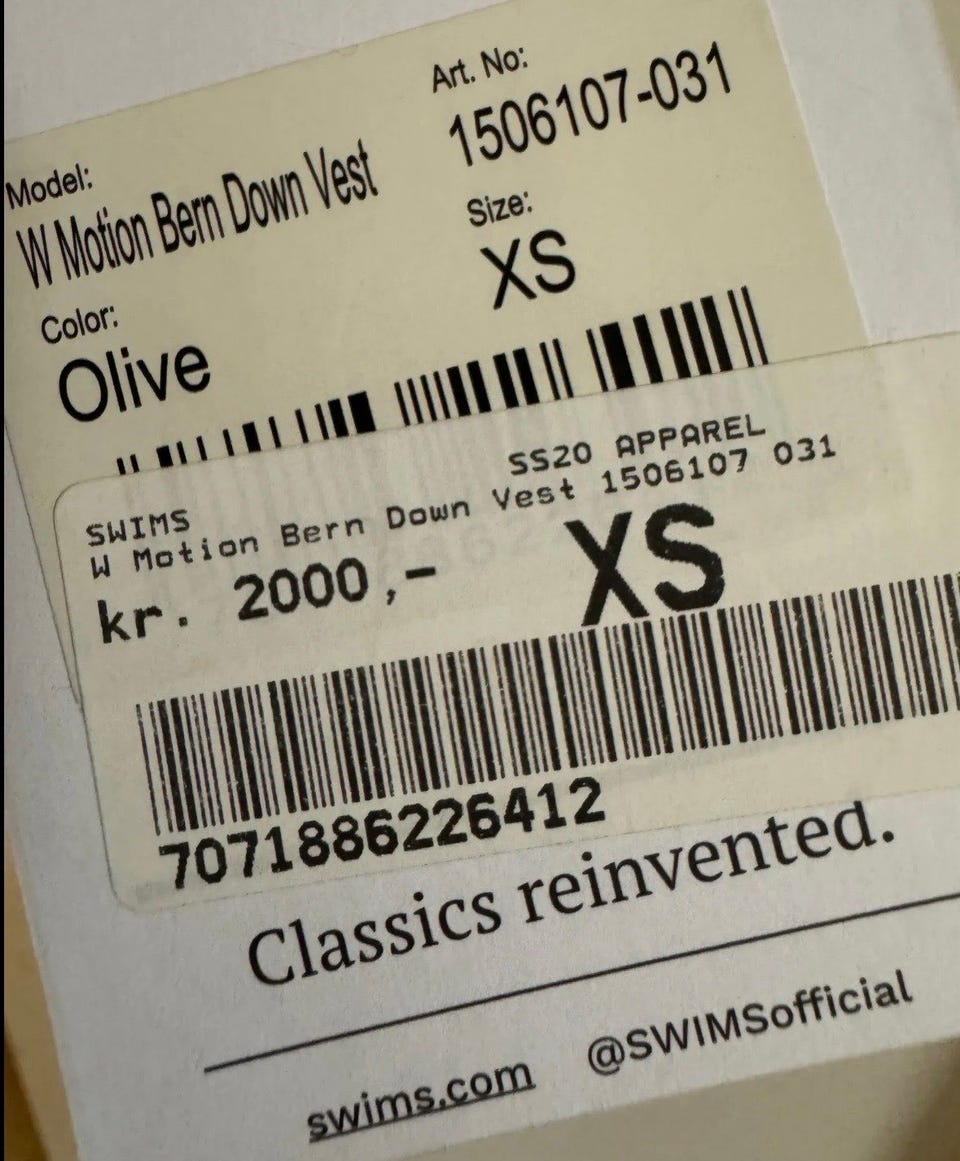 Art. No:
1506107-031
Model:
W Motion Bern Down Vest
Size:
XS
Color:
Olive
SS20 APPAREL
SWIMS
W Motion Bern Down Vest 1506107 031
kr. 2000,- XS
7071886226412
Classics reinvented.
swims.com @SWIMSofficial